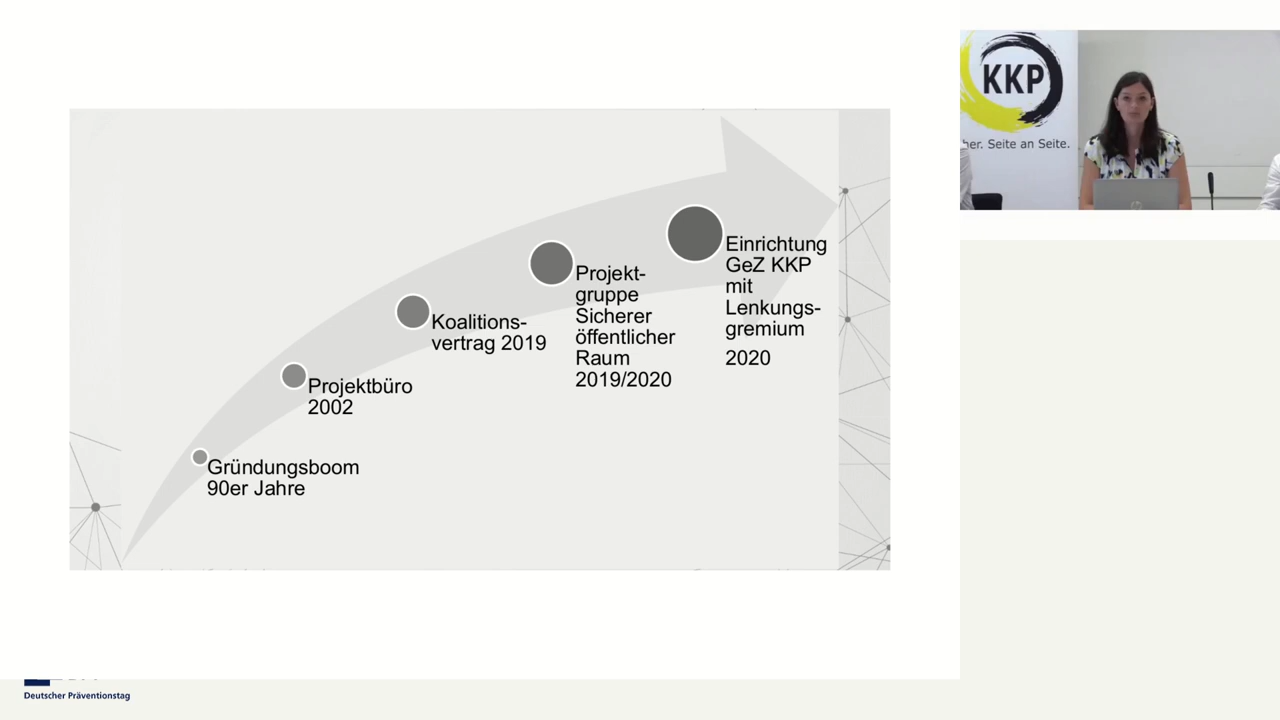 Gründungsboom
90er Jahre
Projektbüro
2002
Koalitions-
vertrag 2019
Projekt-
gruppe
Sicherer
öffentlicher
Raum
2019/2020
Einrichtung
GeZ KKP
mit
Lenkungs-
gremium
2020
KKP
her. Seite an Seite.
Deutscher Präventionstag